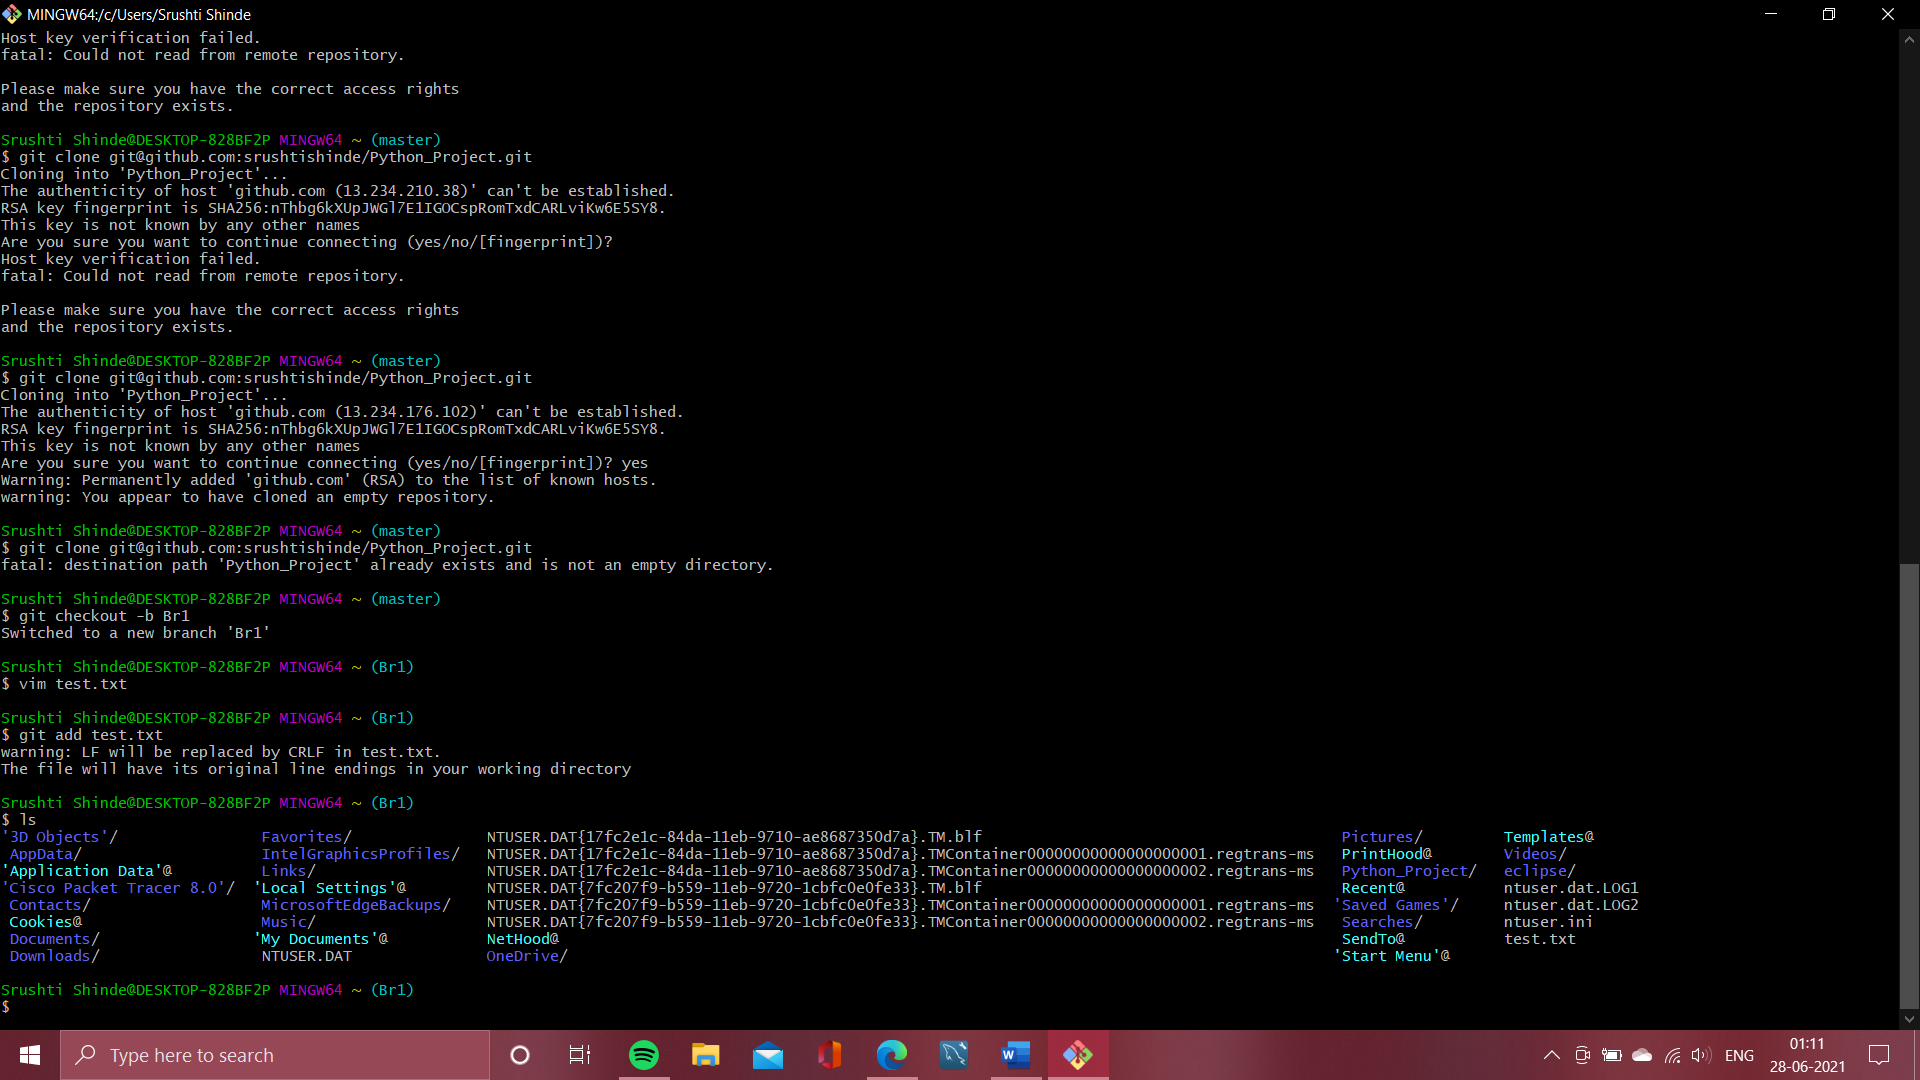 MINGW64:/c/Users/Srushti Shinde
Host key verification failed.
fatal: Could not read from remote repository.
Please make sure you have the correct access rights
and the repository exists.
Srushti Shinde@DESKTOP-828BF2P MINGW64 ~ (master)
$ git clone git@github.com:srushtishinde/Python_Project.git
Cloning into 'Python_Project'...
The authenticity of host 'github.com (13.234.210.38)' can't be established.
RSA key fingerprint is SHA256:nThbg6kXUpJWGl7E1IGOCspRomTxdCARLviKw6E5SY8.
This key is not known by any other names
Are you sure you want to continue connecting (yes/no/[fingerprint])?
Host key verification failed.
fatal: Could not read from remote repository.
Please make sure you have the correct access rights
and the repository exists.
Srushti Shinde@DESKTOP-828BF2P MINGW64 ~ (master)
$ git clone git@github.com:srushtishinde/Python_Project.git
Cloning into 'Python_Project'...
The authenticity of host 'github.com (13.234.176.102)' can't be established.
RSA key fingerprint is SHA256:nThbg6kXUpJWGl7E1IGOCspRomTxdCARLviKw6E5SY8.
This key is not known by any other names
Are you sure you want to continue connecting (yes/no/[fingerprint])? yes
Warning: Permanently added 'github.com' (RSA) to the list of known hosts.
warning: You appear to have cloned an empty repository.
Srushti Shinde@DESKTOP-828BF2P MINGW64 ~ (master)
$ git clone git@github.com:srushtishinde/Python_Project.git
fatal: destination path 'Python_Project' already exists and is not an empty directory.
Srushti Shinde@DESKTOP-828BF2P MINGW64 ~ (master)
$ git checkout -b Br1
Switched to a new branch 'Br1'
Srushti Shinde@DESKTOP-828BF2P MINGW64 ~ (Br1)
$ vim test.txt
Srushti Shinde@DESKTOP-828BF2P MINGW64 ~ (Br1)
$ git add test.txt
warning: LF will be replaced by CRLF in test.txt.
The file will have its original line endings in your working directory
Srushti Shinde@DESKTOP-828BF2P MINGW64 ~ (Br1)
$ ls
'3D Objects'/ Favorites/ NTUSER.DAT{17fc2e1c-84da-11eb-9710-ae8687350d7a}.TM.blf Pictures/ Templates@
AppData/ IntelGraphicsProfiles/ NTUSER.DAT{17fc2e1c-84da-11eb-9710-ae8687350d7a}.TMContainer00000000000000000001.regtrans-ms PrintHood@ Videos/
'Application Data'@ Links/ NTUSER.DAT{17fc2e1c-84da-11eb-9710-ae8687350d7a}.TMContainer00000000000000000002.regtrans-ms Python_Project/ eclipse/
'Cisco Packet Tracer 8.0'/ 'Local Settings'@ NTUSER.DAT{7fc207f9-b559-11eb-9720-1cbfc0e0fe33}.TM.blf Recent@ ntuser.dat.LOG1
Contacts/ MicrosoftEdgeBackups/ NTUSER.DAT{7fc207f9-b559-11eb-9720-1cbfc0e0fe33}.TMContainer00000000000000000001.regtrans-ms 'Saved Games'/ ntuser.dat.LOG2
Cookies@ Music/ NTUSER.DAT{7fc207f9-b559-11eb-9720-1cbfc0e0fe33}.TMContainer00000000000000000002.regtrans-ms Searches/ ntuser.ini
Documents/ 'My Documents'@ NetHood@ SendTo@ test.txt
Downloads/ NTUSER.DAT OneDrive/ 'Start Menu'@
Srushti Shinde@DESKTOP-828BF2P MINGW64 ~ (Br1)
$
Type here to search
ENG
01:11
28-06-2021